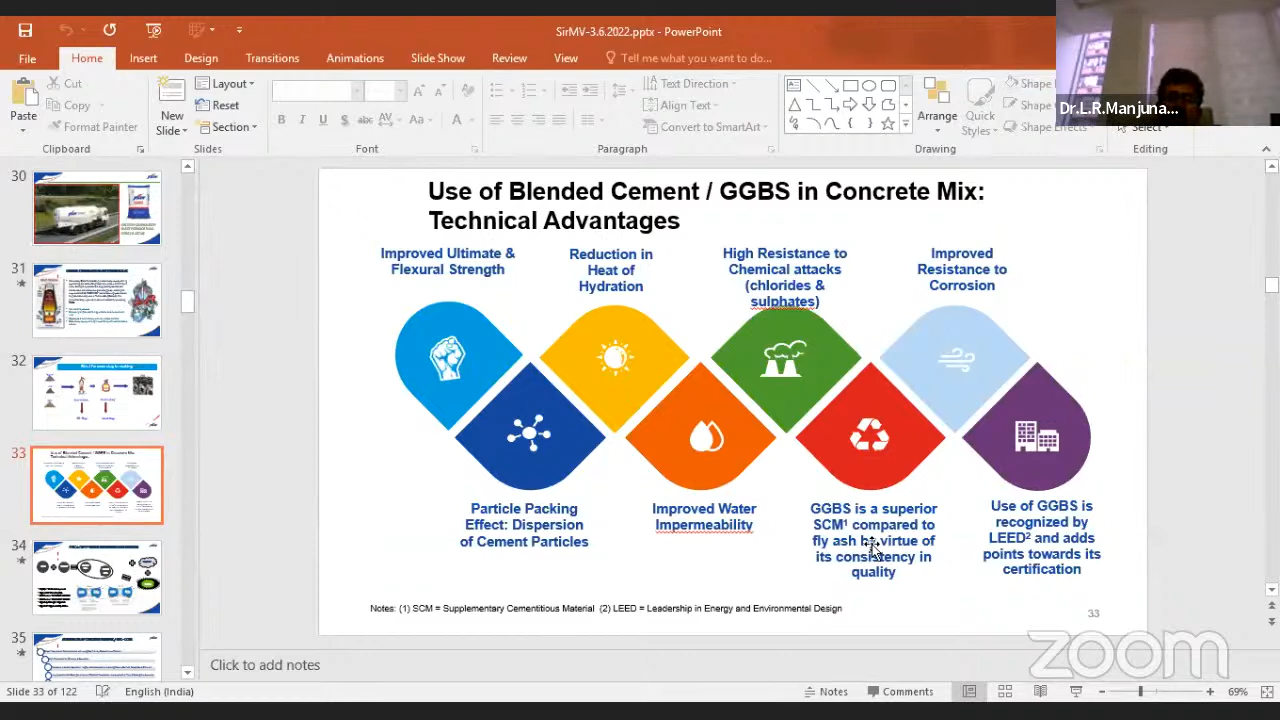 SirMV-3.6.2022.pptx - PowerPoint
File Home Insert Design Transitions Animations Slide Show Review View Tell me what you want to do...
Dr.L.R.Manjuna...
Paste
Cut
Copy
Format Painter
Clipboard
New
Slide
Layout
Reset
Section
Slides
B I U S abc AV Aa A
Font
Text Direction
Align Text
Convert to SmartArt
Paragraph
Arrange
Quick
Styles
Shape
Shape Effects
Drawing
Select
Editing
30
31
32
33
34
35
Use of Blended Cement / GGBS in Concrete Mix:
Technical Advantages
Improved Ultimate &
Flexural Strength
Reduction in
Heat of
Hydration
High Resistance to
Chemical attacks
(chlorides &
sulphates)
Improved
Resistance to
Corrosion
Particle Packing
Effect: Dispersion
of Cement Particles
Improved Water
Impermeability
GGBS is a superior
SCM¹ compared to
fly ash by virtue of
its consistency in
quality
Use of GGBS is
recognized by
LEED² and adds
points towards its
certification
Notes: (1) SCM = Supplementary Cementitious Material (2) LEED = Leadership in Energy and Environmental Design
33
zoom
Click to add notes
Slide 33 of 122 English (India) Notes Comments 69%